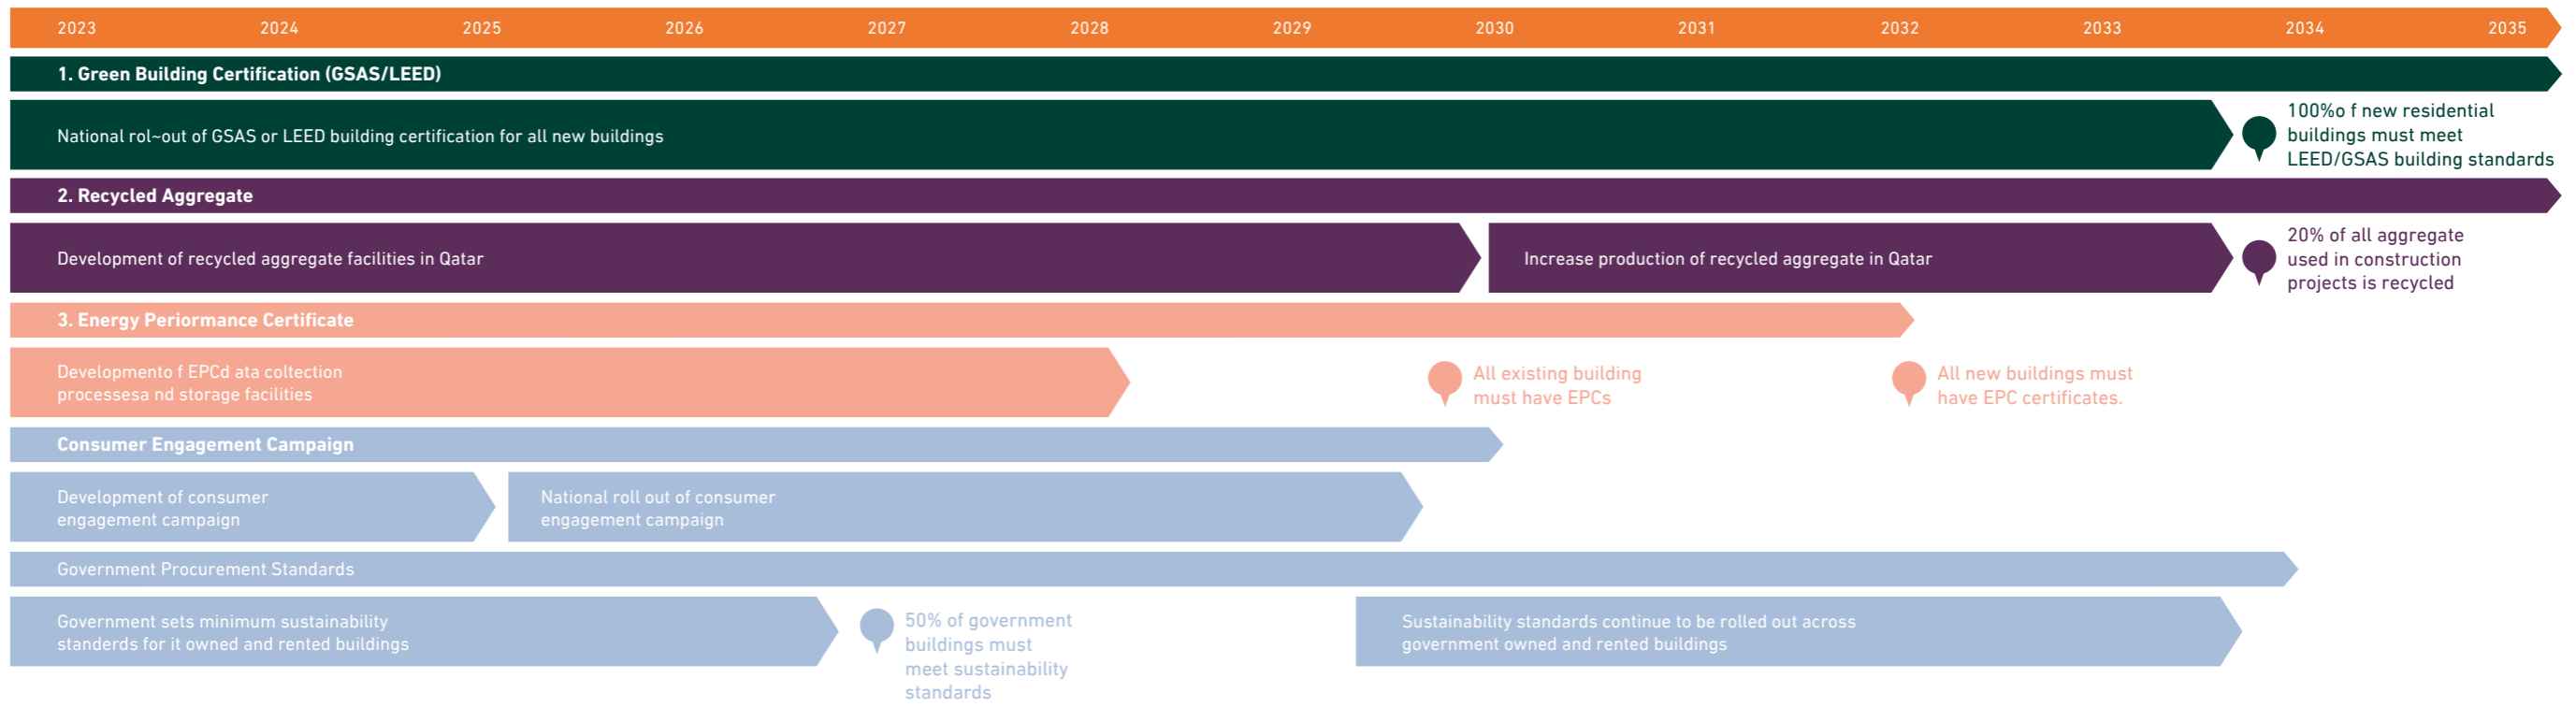 2023 2024 2025 2026 2027 2028 2029 2030 2031 2032 2033 2034 2035
1. Green Building Certification (GSAS/LEED)
National rol~out of GSAS or LEED building certification for all new buildings
100%o f new residential
buildings must meet
LEED/GSAS building standards
2. Recycled Aggregate
Development of recycled aggregate facilities in Qatar
Increase production of recycled aggregate in Qatar
20% of all aggregate
used in construction
projects is recycled
3. Energy Periormance Certificate
Developmento f EPCd ata coltection
processesa nd storage facilities
All existing building
must have EPCs
All new buildings must
have EPC certificates.
Consumer Engagement Campaign
Development of consumer
engagement campaign
National roll out of consumer
engagement campaign
Government Procurement Standards
Government sets minimum sustainability
standerds for it owned and rented buildings
50% of government
buildings must
meet sustainability
standards
Sustainability standards continue to be rolled out across
government owned and rented buildings